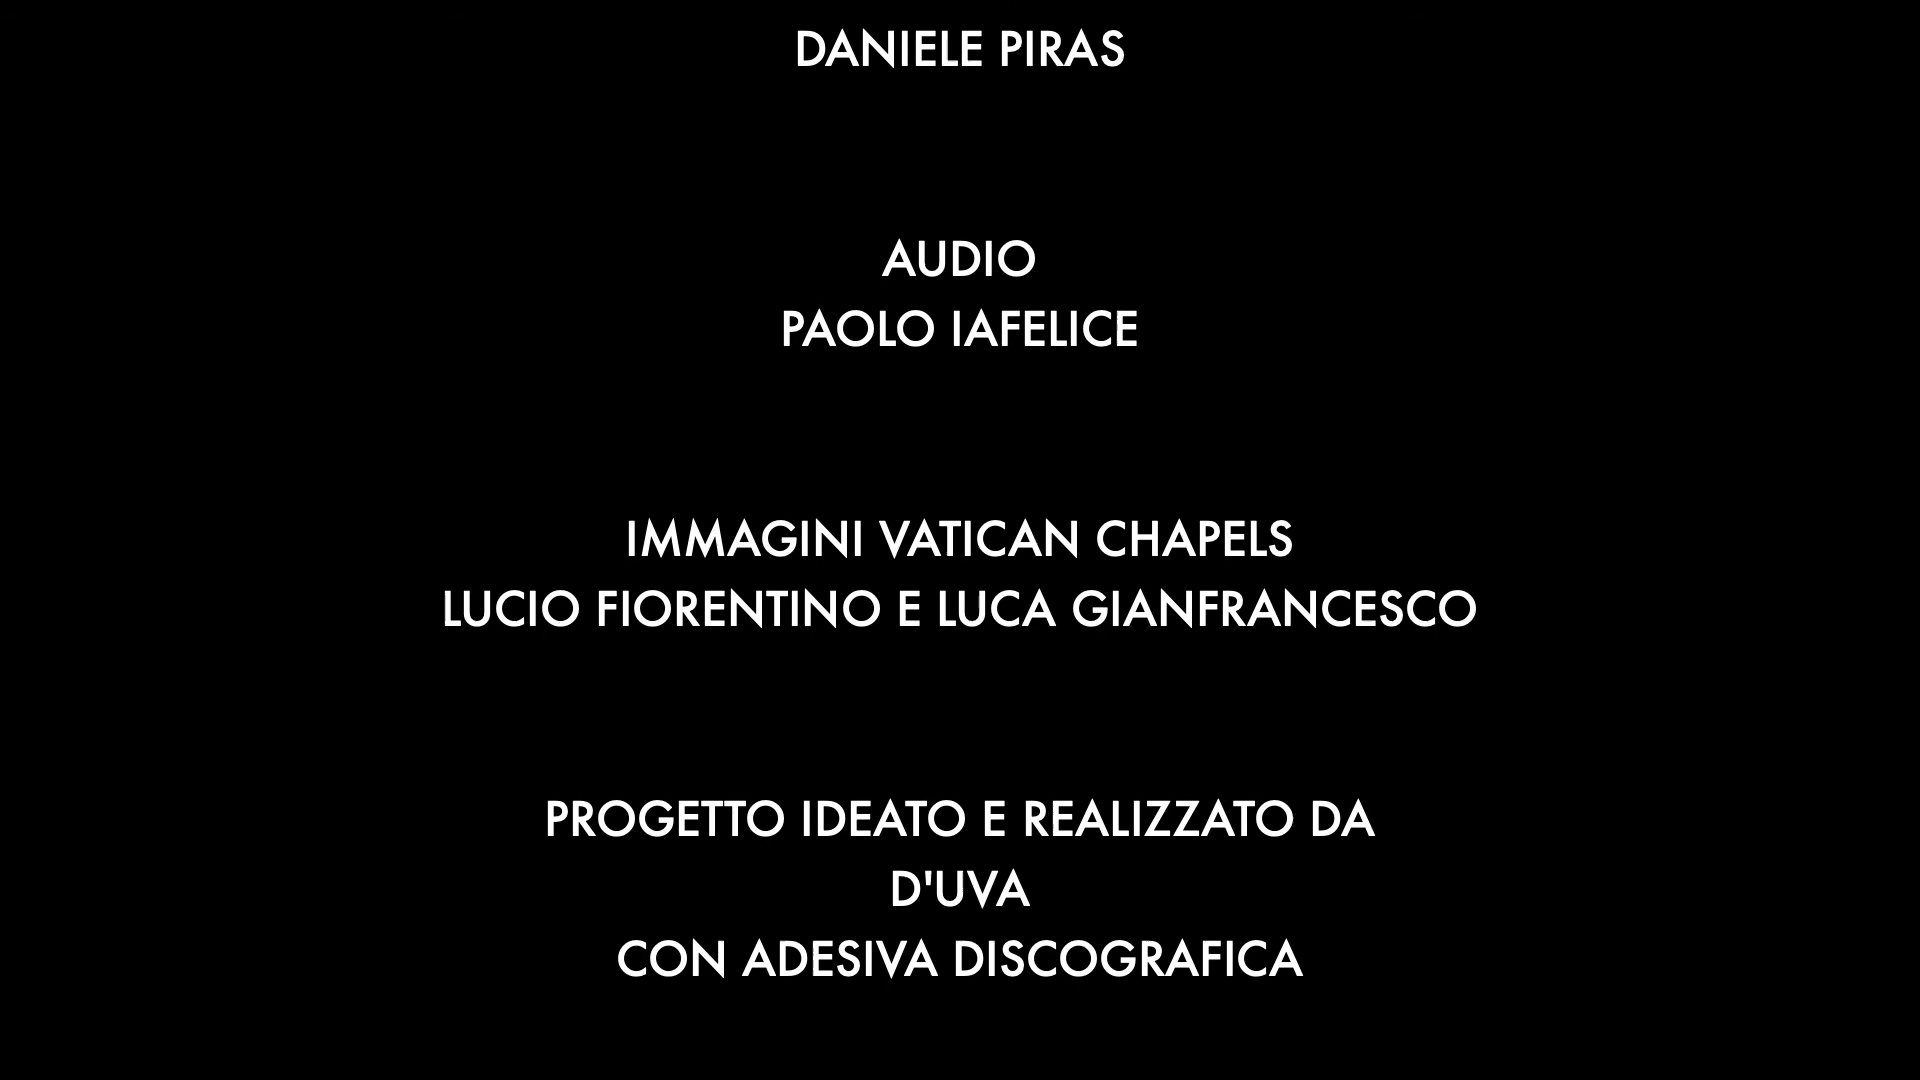 DANIELE PIRAS
AUDIO
PAOLO IAFELICE
IMMAGINI VATICAN CHAPELS
LUCIO FIORENTINO E LUCA GIANFRANCESCO
PROGETTO IDEATO E REALIZZATO DA
D'UVA
CON ADESIVA DISCOGRAFICA